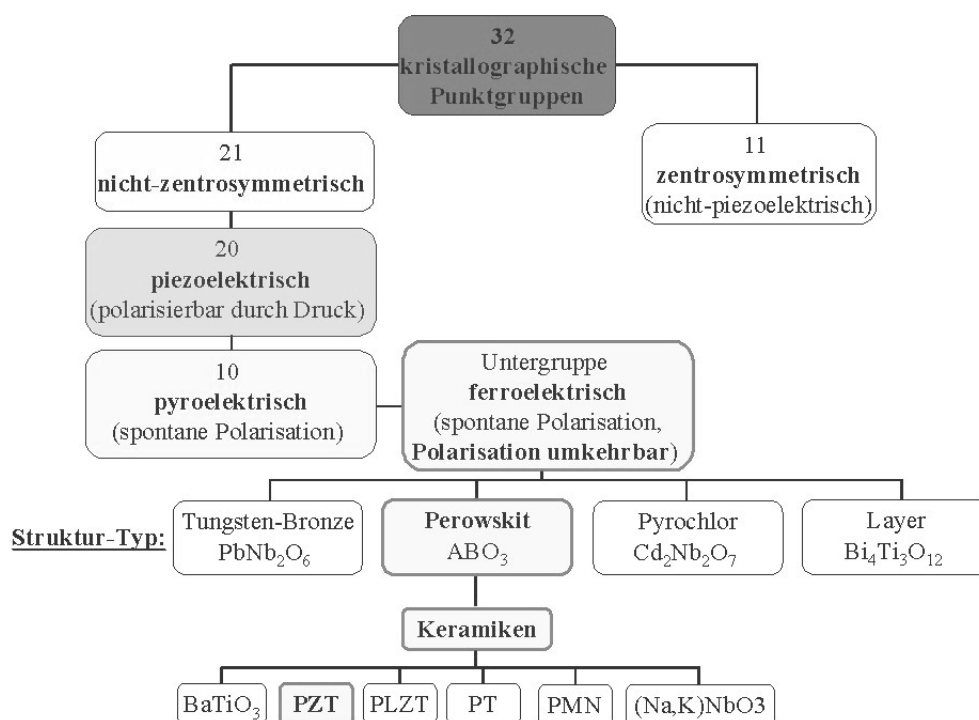 32
kristallographische
Punktgruppen
21
nicht-zentrosymmetrisch
11
zentrosymmetrisch
(nicht-piezoelektrisch)
20
piezoelektrisch
(polarisierbar durch Druck)
10
pyroelektrisch
(spontane Polarisation)
Untergruppe
ferroelektrisch
(spontane Polarisation,
Polarisation umkehrbar)
Struktur-Typ:
Tungsten-Bronze
PbNb₂O₆
Perowskit
ABO₃
Pyrochlor
Cd₂Nb₂O₇
Layer
Bi₄Ti₃O₁₂
Keramiken
BaTiO₃
PZT
PLZT
PT
PMN
(Na,K)NbO3